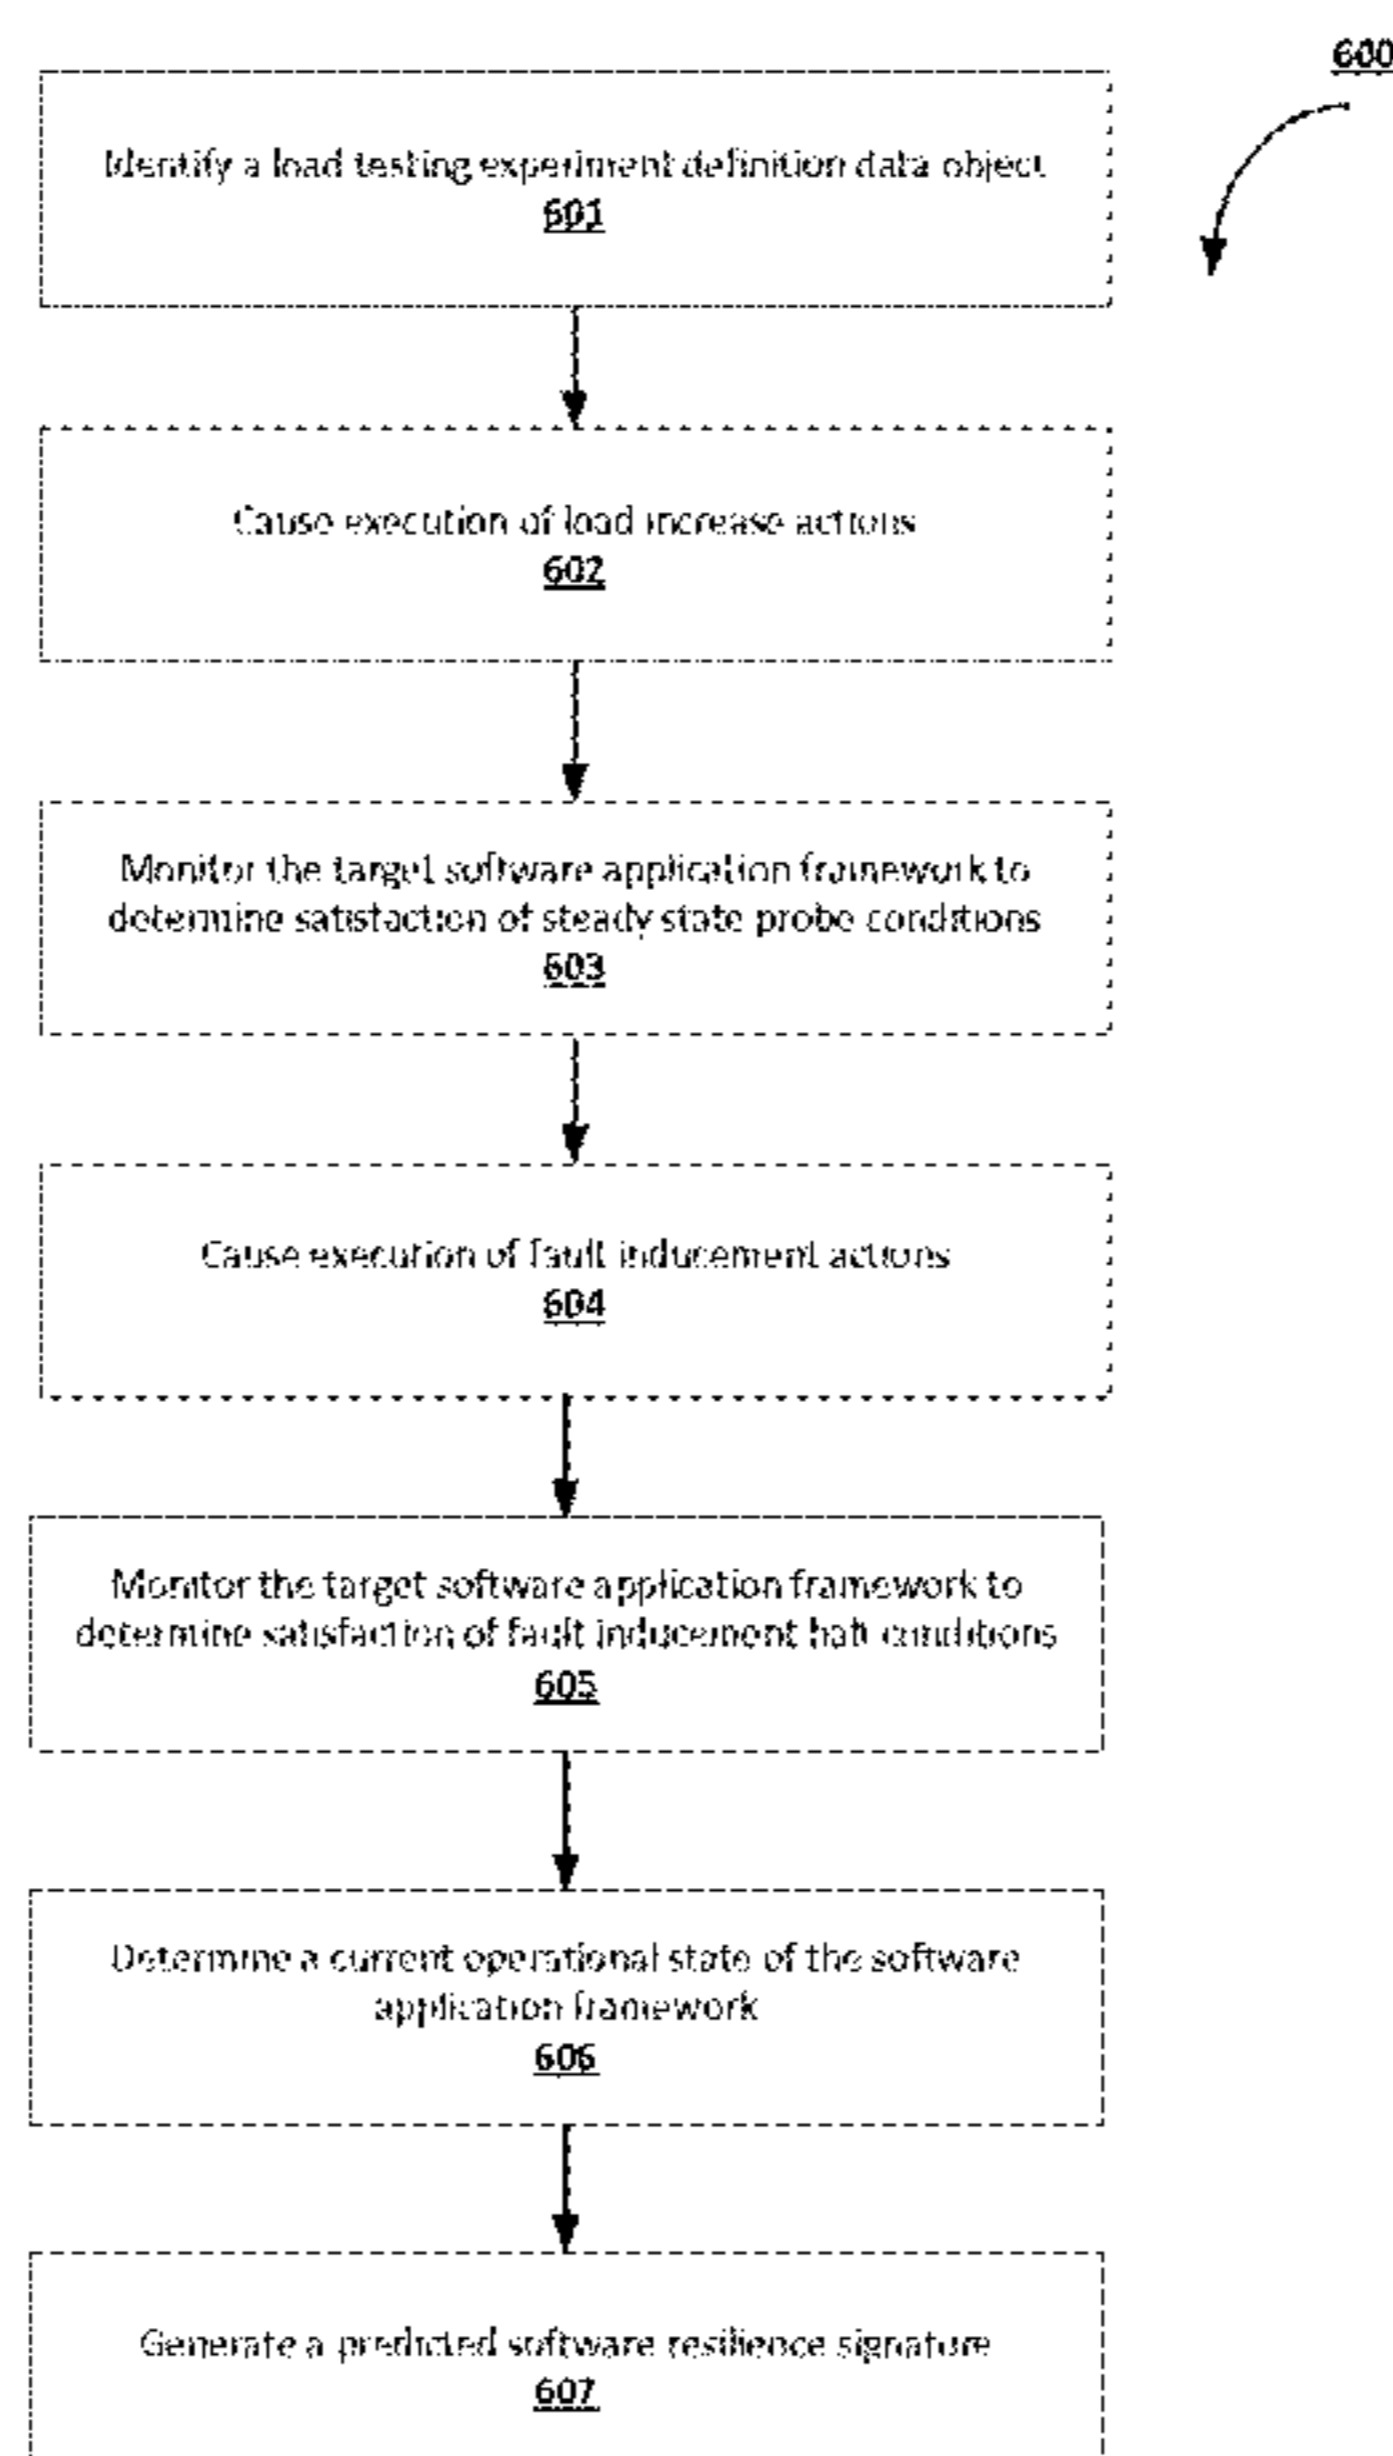 600
Identify a load testing experiment definition data object
601
Cause execution of load increase actions
602
Monitor the target software application framework to
determine satisfaction of steady state probe conditions
603
Cause execution of fault inducement actions
604
Monitor the target software application framework to
determine satisfaction of fault inducement halt conditions
605
Determine a current operational state of the software
application framework
606
Generate a predicted software resilience signature
607